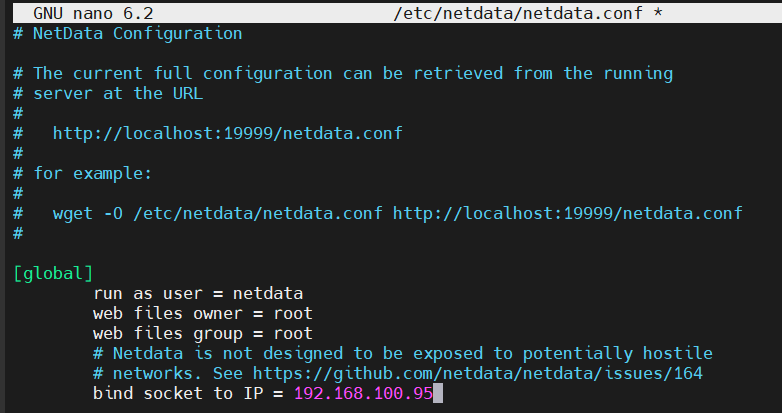 GNU nano 6.2 /etc/netdata/netdata.conf *
# NetData Configuration
# The current full configuration can be retrieved from the running
# server at the URL
#
#   http://localhost:19999/netdata.conf
#
# for example:
#
#   wget -O /etc/netdata/netdata.conf http://localhost:19999/netdata.conf
#
[global]
run as user = netdata
web files owner = root
web files group = root
# Netdata is not designed to be exposed to potentially hostile
# networks. See https://github.com/netdata/netdata/issues/164
bind socket to IP = 192.168.100.95